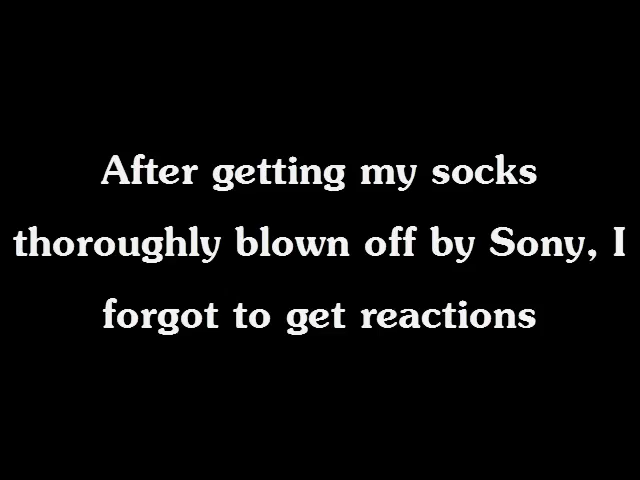 After getting my socks
thoroughly blown off by Sony, I
forgot to get reactions